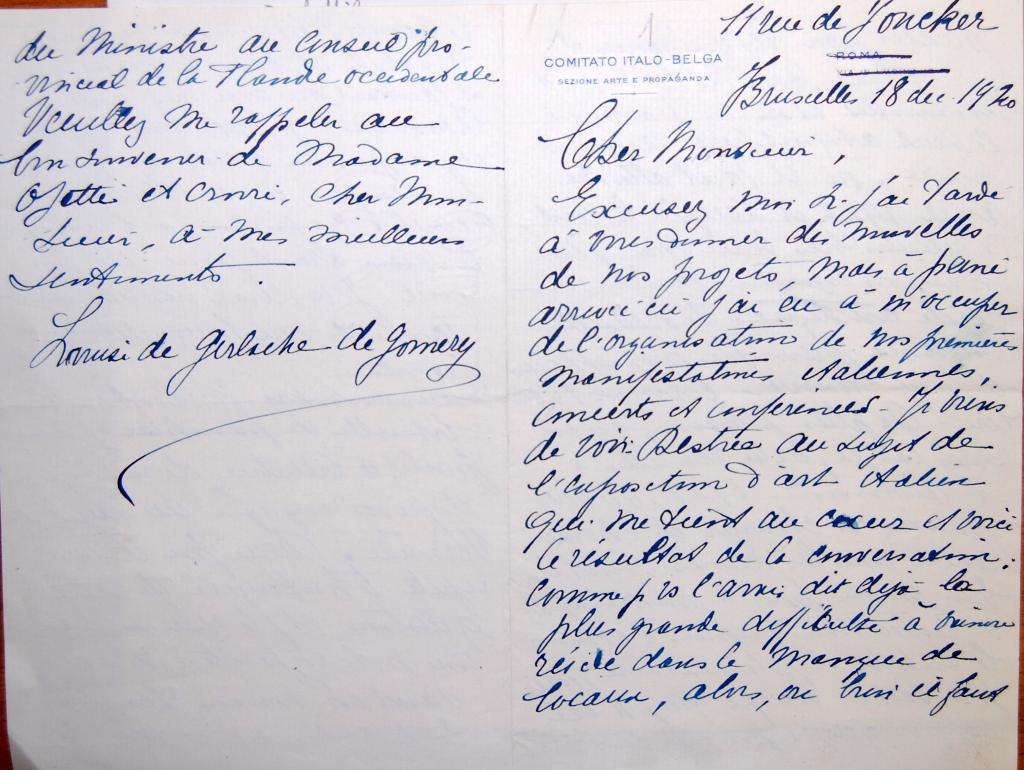 11 rue de Joncker
COMITATO ITALO-BELGA
SEZIONE ARTE E PROPAGANDA
ROMA
Bruxelles 18 dec. 1920
Cher Monsieur,
Excusez moi si j'ai tardé
à vous donner des nouvelles
de nos projets, mais à peine
arrivée ici j'ai eu à m'occuper
de l'organisation de nos premières
manifestations italiennes,
concerts et conférences - Je viens
de voir Destrée au sujet de
l'exposition d'art italien
qui me tient au cœur et voici
le résultat de la conversation :
comme je vs l'avais dit déjà la
plus grande difficulté à vaincre
réside dans le manque de
locaux, alors, ou bien il faut
du Ministre au Conseil pro-
vincial de la Flandre occidentale
Veuillez me rappeler au
bon souvenir de Madame
Ojetti et croire, cher Mon-
sieur, à mes meilleurs
sentiments.
Louise de Gerlache de Gomery